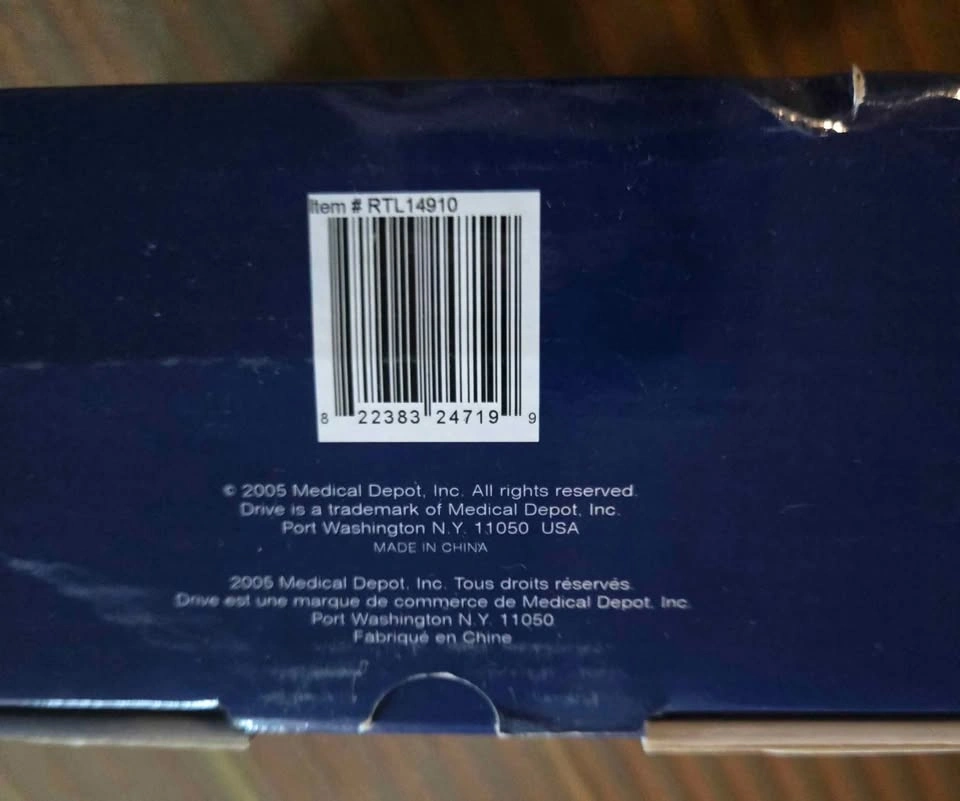 Item # RTL14910
8 22383 24719 9
© 2005 Medical Depot, Inc. All rights reserved.
Drive is a trademark of Medical Depot, Inc.
Port Washington N.Y. 11050 USA
MADE IN CHINA
2005 Medical Depot, Inc. Tous droits réservés.
Drive est une marque de commerce de Medical Depot, Inc.
Port Washington N.Y. 11050
Fabriqué en Chine